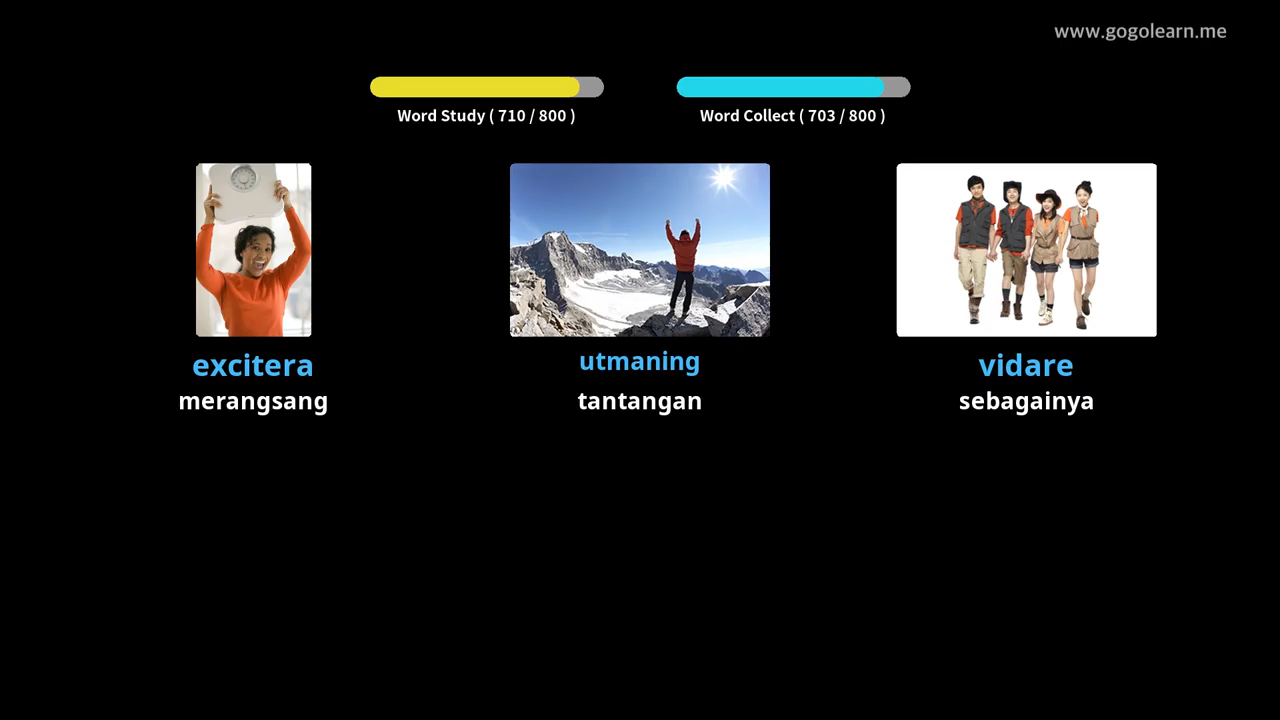 www.gogolearn.me
Word Study ( 710 / 800 )
Word Collect ( 703 / 800 )
excitera
utmaning
vidare
merangsang
tantangan
sebagainya